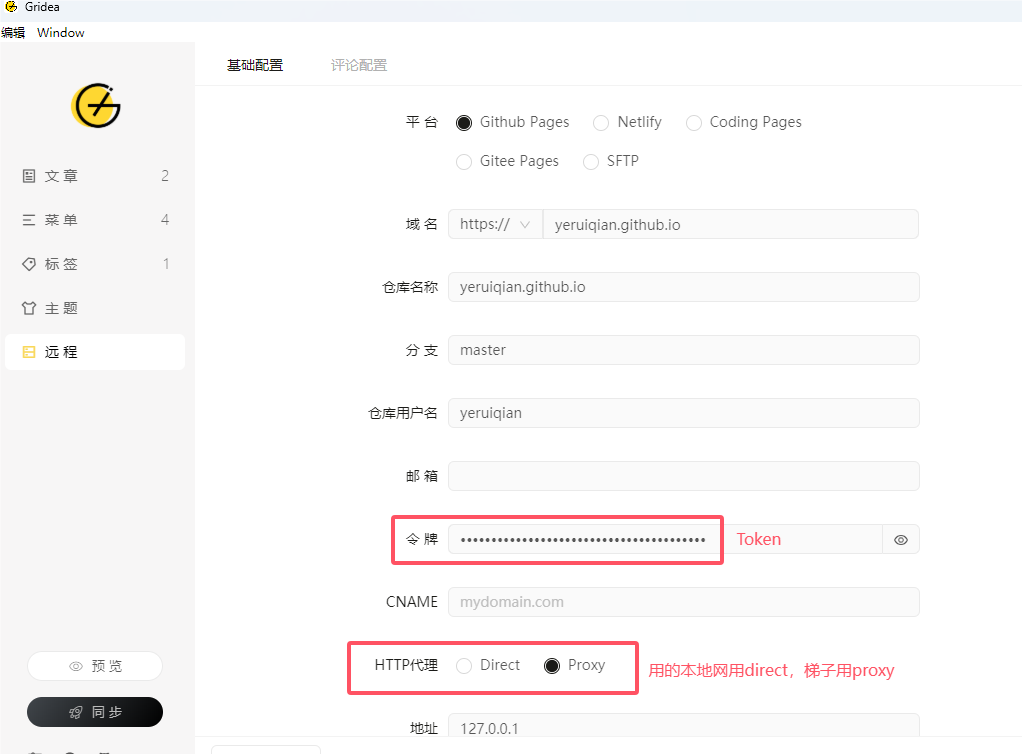 Gridea
编辑 Window
基础配置 评论配置
平台 Github Pages Netlify Coding Pages
Gitee Pages SFTP
文章 2
菜单 4
标签 1
主题
远程
域名 https:// yeruiqian.github.io
仓库名称 yeruiqian.github.io
分支 master
仓库用户名 yeruiqian
邮箱
令牌 •••••••••••••••••••••••••••••••••••••••• Token
CNAME mydomain.com
HTTP代理 Direct Proxy 用的本地网用direct，梯子用proxy
地址 127.0.0.1
预览
同步